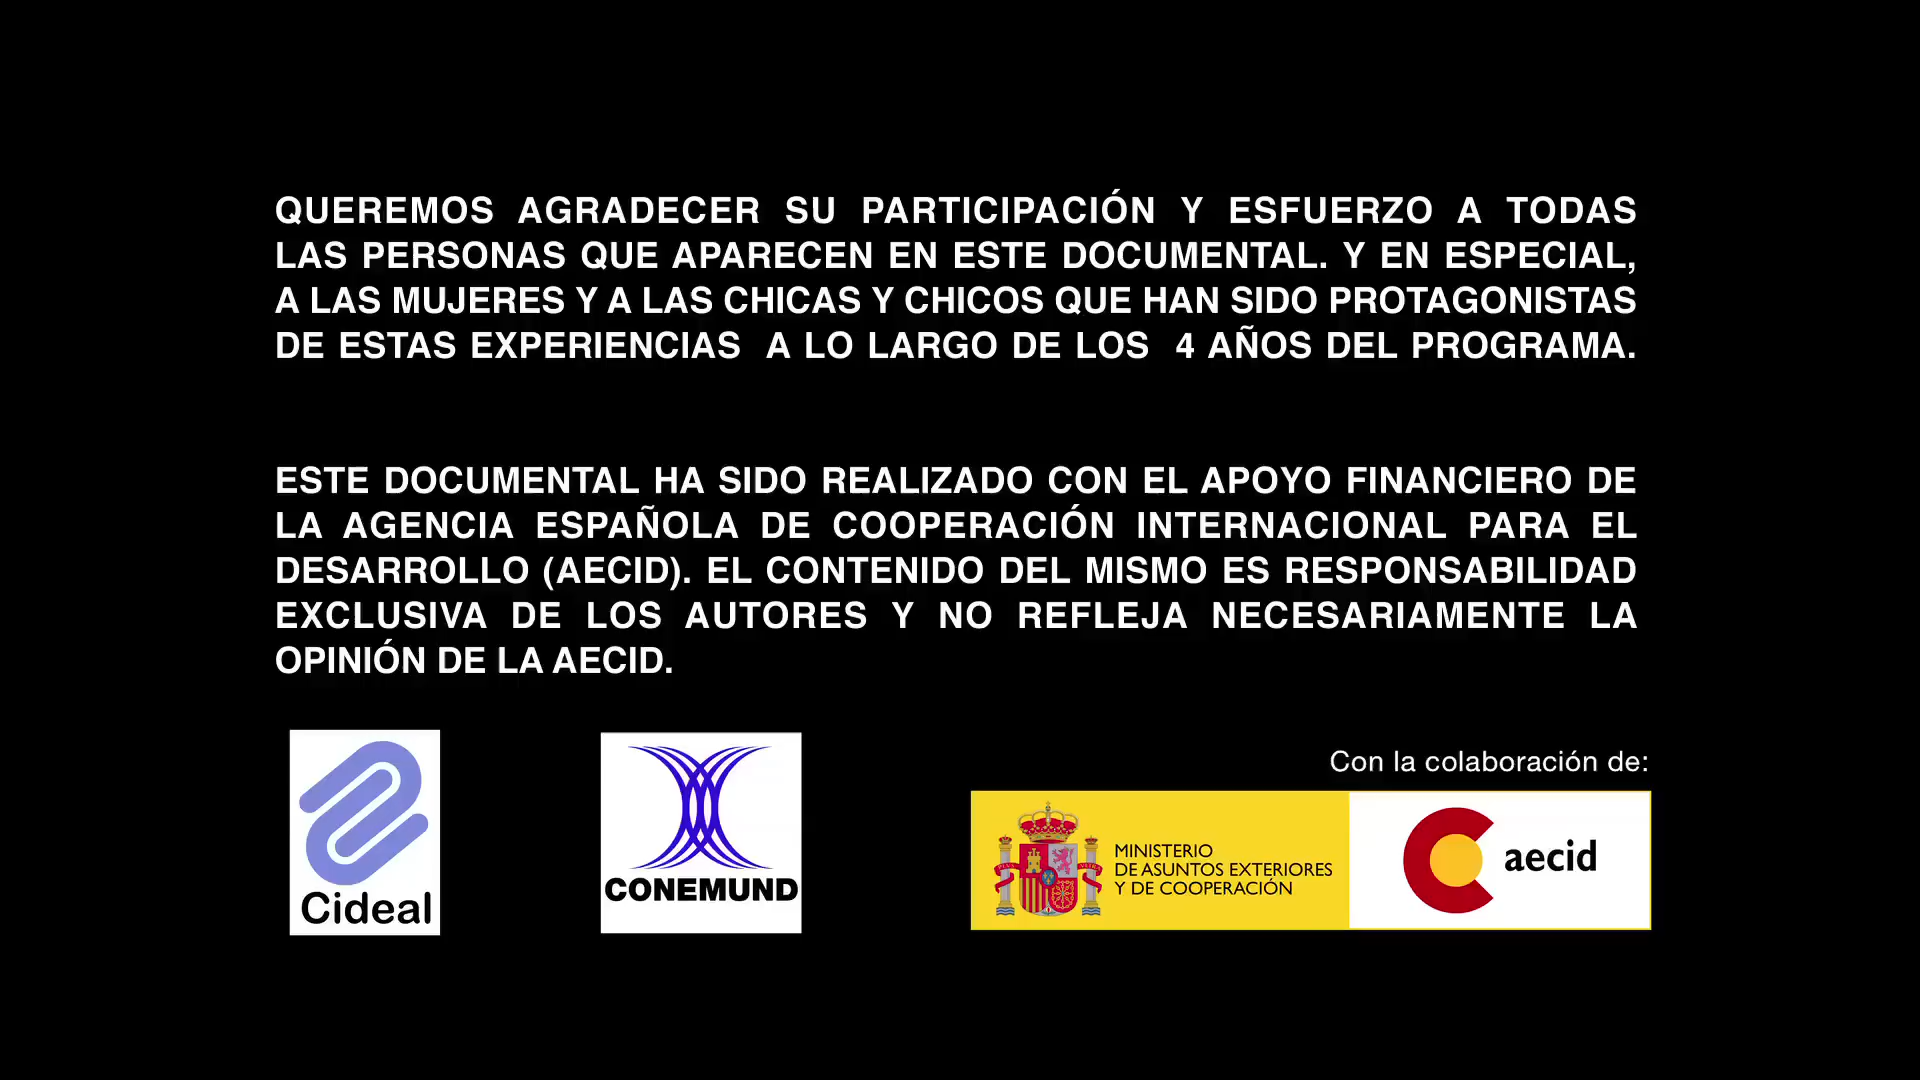 QUEREMOS AGRADECER SU PARTICIPACIÓN Y ESFUERZO A TODAS
LAS PERSONAS QUE APARECEN EN ESTE DOCUMENTAL. Y EN ESPECIAL,
A LAS MUJERES Y A LAS CHICAS Y CHICOS QUE HAN SIDO PROTAGONISTAS
DE ESTAS EXPERIENCIAS A LO LARGO DE LOS 4 AÑOS DEL PROGRAMA.
ESTE DOCUMENTAL HA SIDO REALIZADO CON EL APOYO FINANCIERO DE
LA AGENCIA ESPAÑOLA DE COOPERACIÓN INTERNACIONAL PARA EL
DESARROLLO (AECID). EL CONTENIDO DEL MISMO ES RESPONSABILIDAD
EXCLUSIVA DE LOS AUTORES Y NO REFLEJA NECESARIAMENTE LA
OPINIÓN DE LA AECID.
Cideal
CONEMUND
Con la colaboración de:
MINISTERIO
DE ASUNTOS EXTERIORES
Y DE COOPERACIÓN
aecid